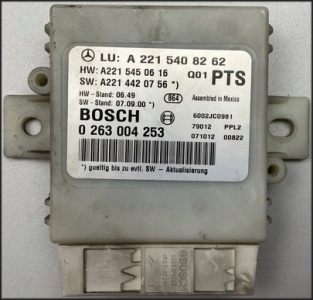 LU: A 221 540 82 62
HW: A221 545 06 16 Q01 PTS
SW: A221 442 07 56 *)
HW - Stand: 06.49 864 Assembled in Mexico
SW - Stand: 07.09.00 *)
BOSCH 6002JC0981
0 263 004 253 79012 PPL2
071012 00822
*) gueltig bis zu evtl. SW - Aktualisierung
BOSCH